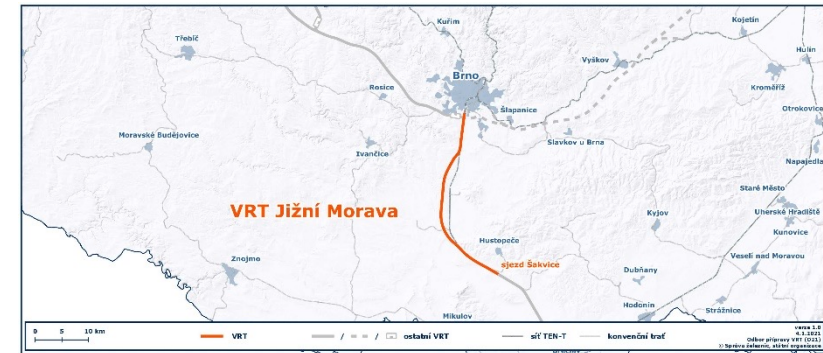 Kuřim
Kojetín
Třebíč
Vyškov
Hulín
Brno
Rosice
Kroměříž
Šlapanice
Otrokovice
Moravské Budějovice
Slavkov u Brna
Ivančice
Napajedla
Staré Město
VRT Jižní Morava
Uherské Hradiště
Kyjov
Kunovice
Hustopeče
Veselí nad Moravou
sjezd Šakvice
Znojmo
Dubňany
Hodonín
Strážnice
Mikulov
0 5 10 km
VRT
/ / ostatní VRT
síť TEN-T
konvenční trať
verze 1.0
4.1.2021
Odbor přípravy VRT (O21)
Správa železnic, státní organizace